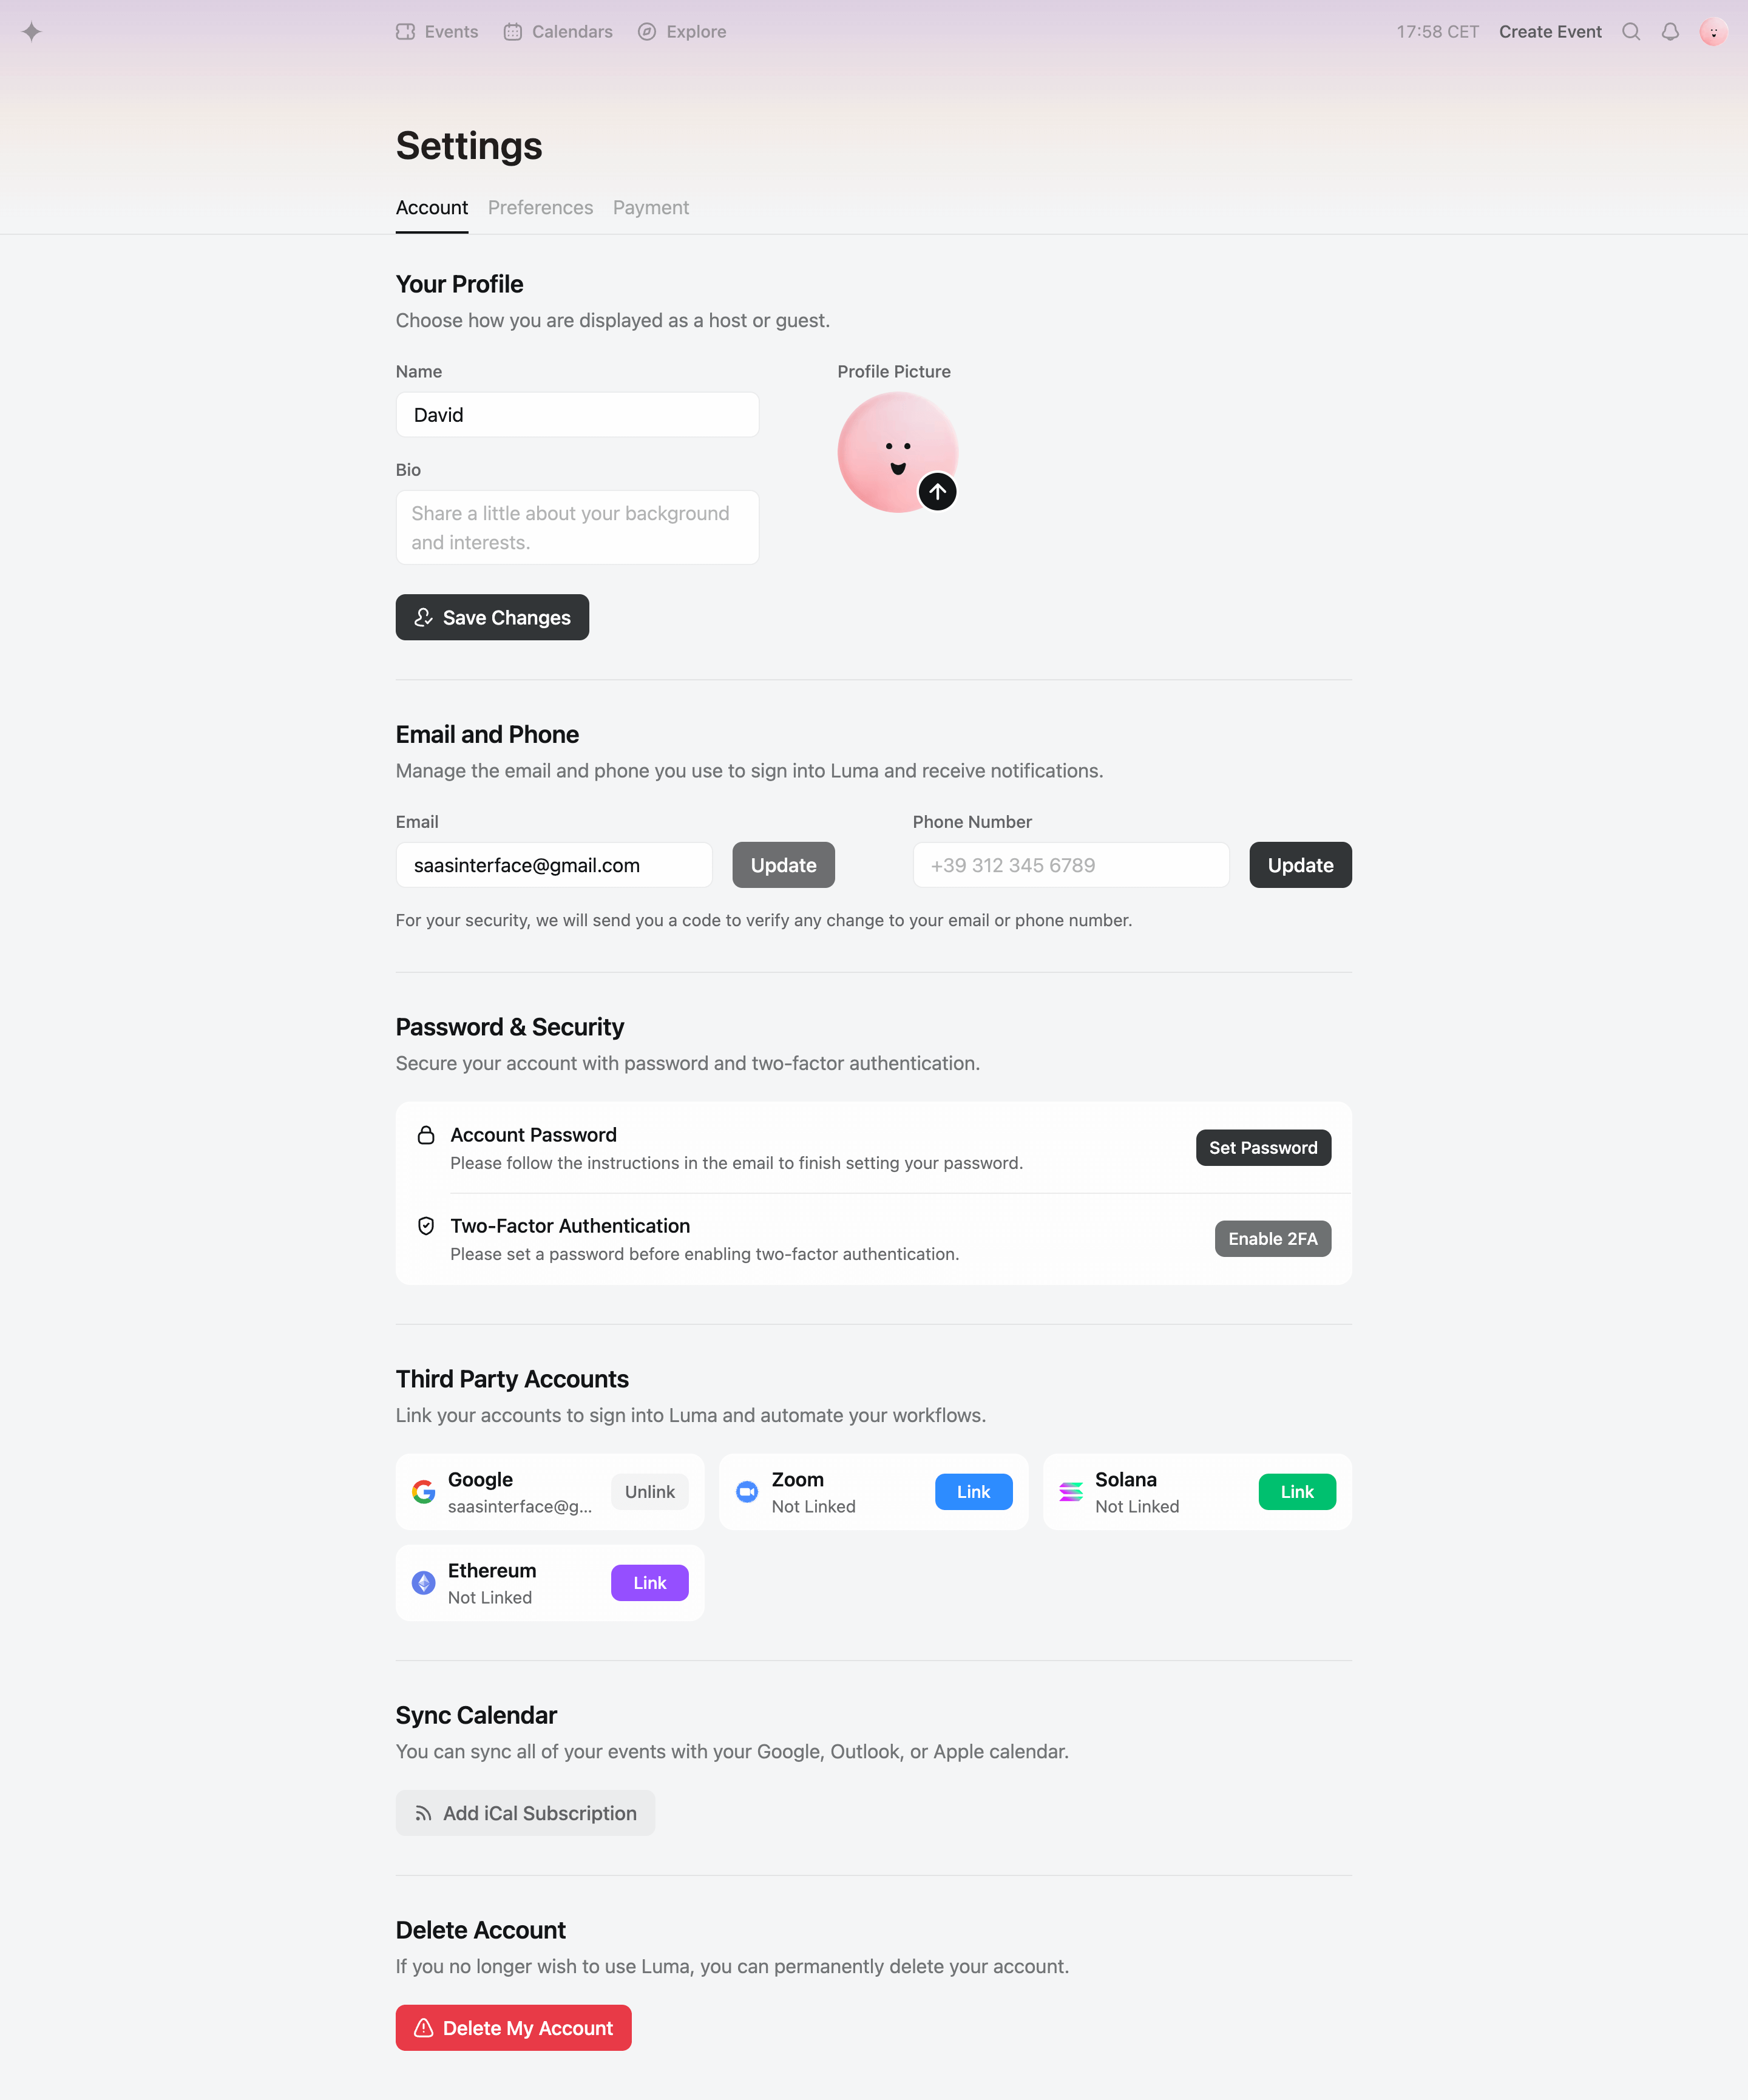 Events
Calendars
Explore
17:58 CET
Create Event
Settings
Account
Preferences
Payment
Your Profile
Choose how you are displayed as a host or guest.
Name
David
Profile Picture
Bio
Share a little about your background
and interests.
Save Changes
Email and Phone
Manage the email and phone you use to sign into Luma and receive notifications.
Email
saasinterface@gmail.com
Update
Phone Number
+39 312 345 6789
Update
For your security, we will send you a code to verify any change to your email or phone number.
Password & Security
Secure your account with password and two-factor authentication.
Account Password
Please follow the instructions in the email to finish setting your password.
Set Password
Two-Factor Authentication
Please set a password before enabling two-factor authentication.
Enable 2FA
Third Party Accounts
Link your accounts to sign into Luma and automate your workflows.
Google
saasinterface@g...
Unlink
Zoom
Not Linked
Link
Solana
Not Linked
Link
Ethereum
Not Linked
Link
Sync Calendar
You can sync all of your events with your Google, Outlook, or Apple calendar.
Add iCal Subscription
Delete Account
If you no longer wish to use Luma, you can permanently delete your account.
Delete My Account